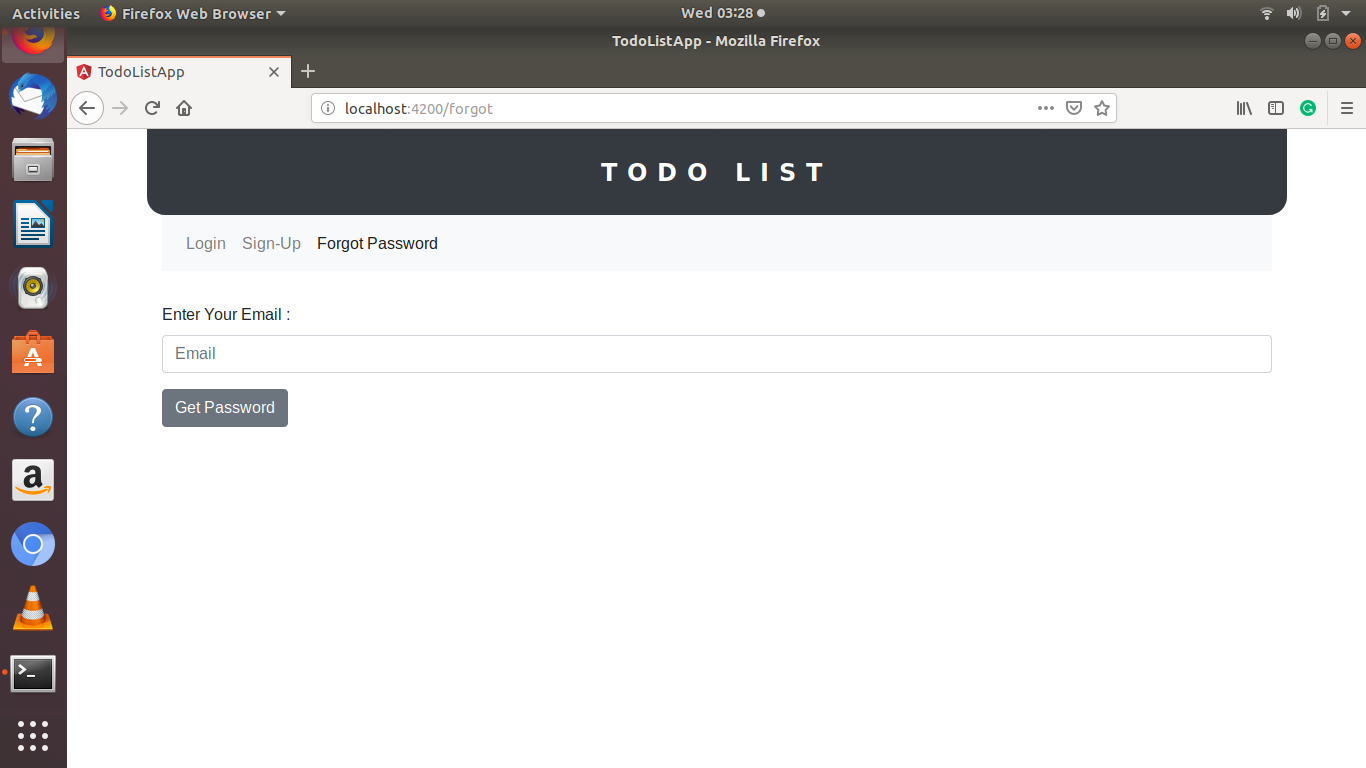 Activities Firefox Web Browser Wed 03:28
TodoListApp - Mozilla Firefox
TodoListApp
localhost:4200/forgot
TODO LIST
Login Sign-Up Forgot Password
Enter Your Email :
Email
Get Password